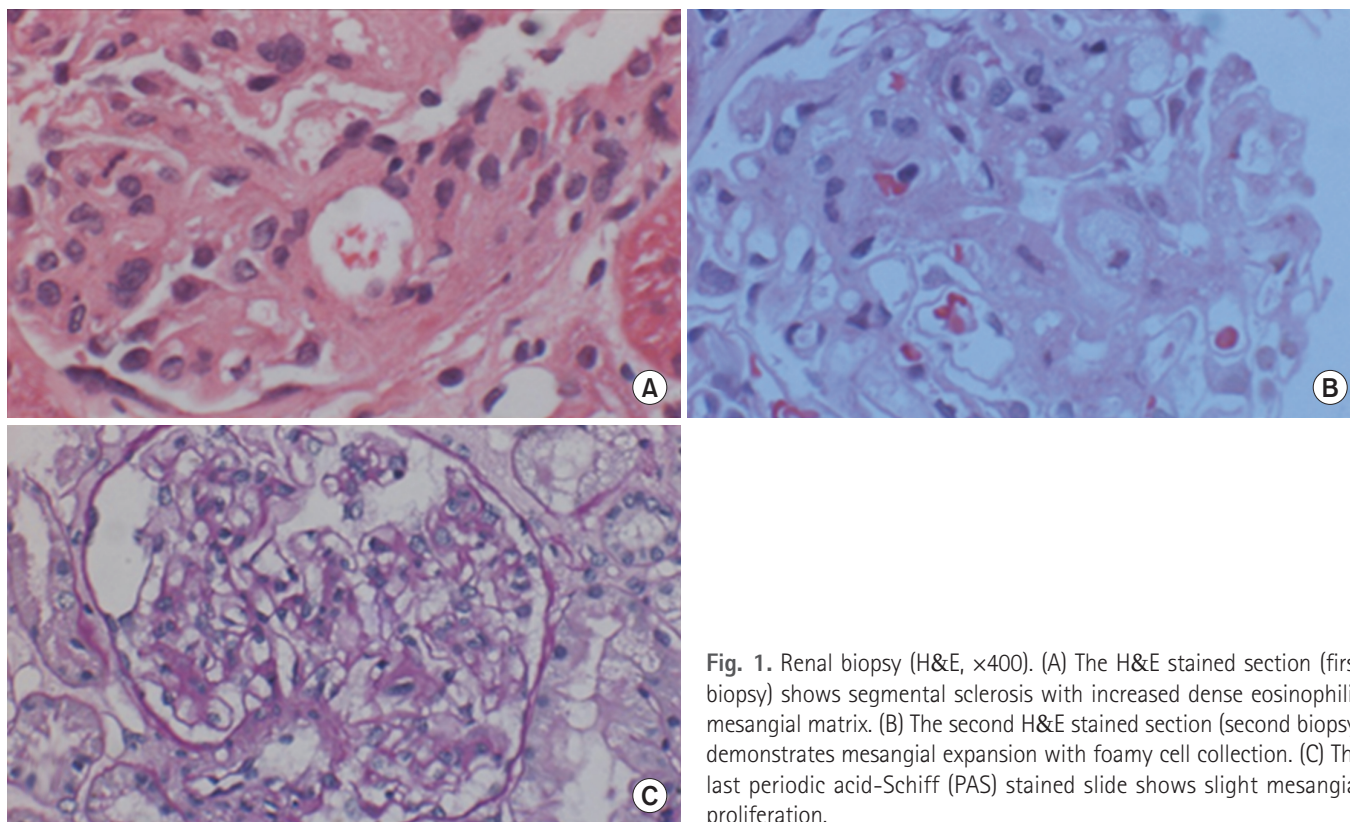 A
B
C
Fig. 1. Renal biopsy (H&E, ×400). (A) The H&E stained section (firs
biopsy) shows segmental sclerosis with increased dense eosinophili
mesangial matrix. (B) The second H&E stained section (second biopsy
demonstrates mesangial expansion with foamy cell collection. (C) Th
last periodic acid-Schiff (PAS) stained slide shows slight mesangia
proliferation.